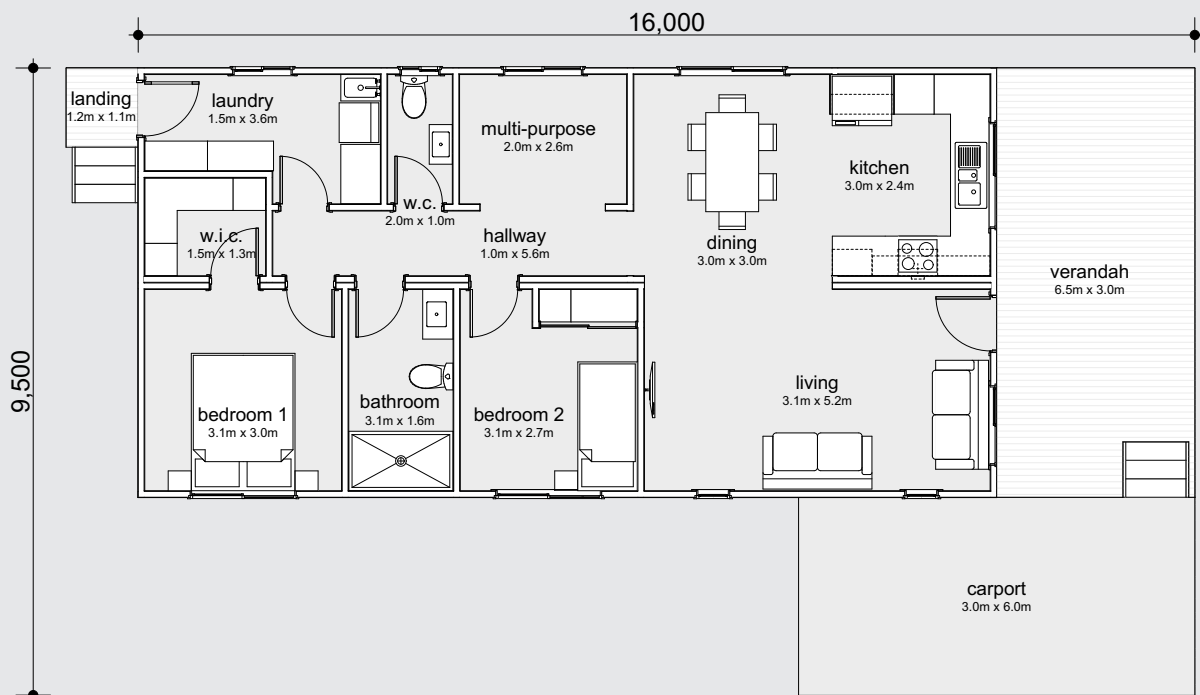 16,000
9,500
landing
1.2m x 1.1m
laundry
1.5m x 3.6m
w.c.
2.0m x 1.0m
multi-purpose
2.0m x 2.6m
kitchen
3.0m x 2.4m
w.i.c.
1.5m x 1.3m
hallway
1.0m x 5.6m
dining
3.0m x 3.0m
verandah
6.5m x 3.0m
bedroom 1
3.1m x 3.0m
bathroom
3.1m x 1.6m
bedroom 2
3.1m x 2.7m
living
3.1m x 5.2m
carport
3.0m x 6.0m